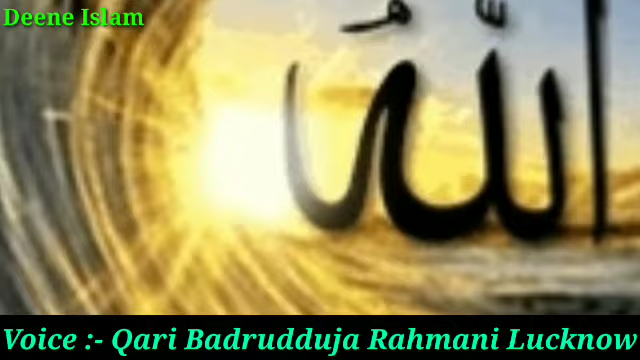 Deene Islam
اللهُ
Voice :- Qari Badrudduja Rahmani Lucknow